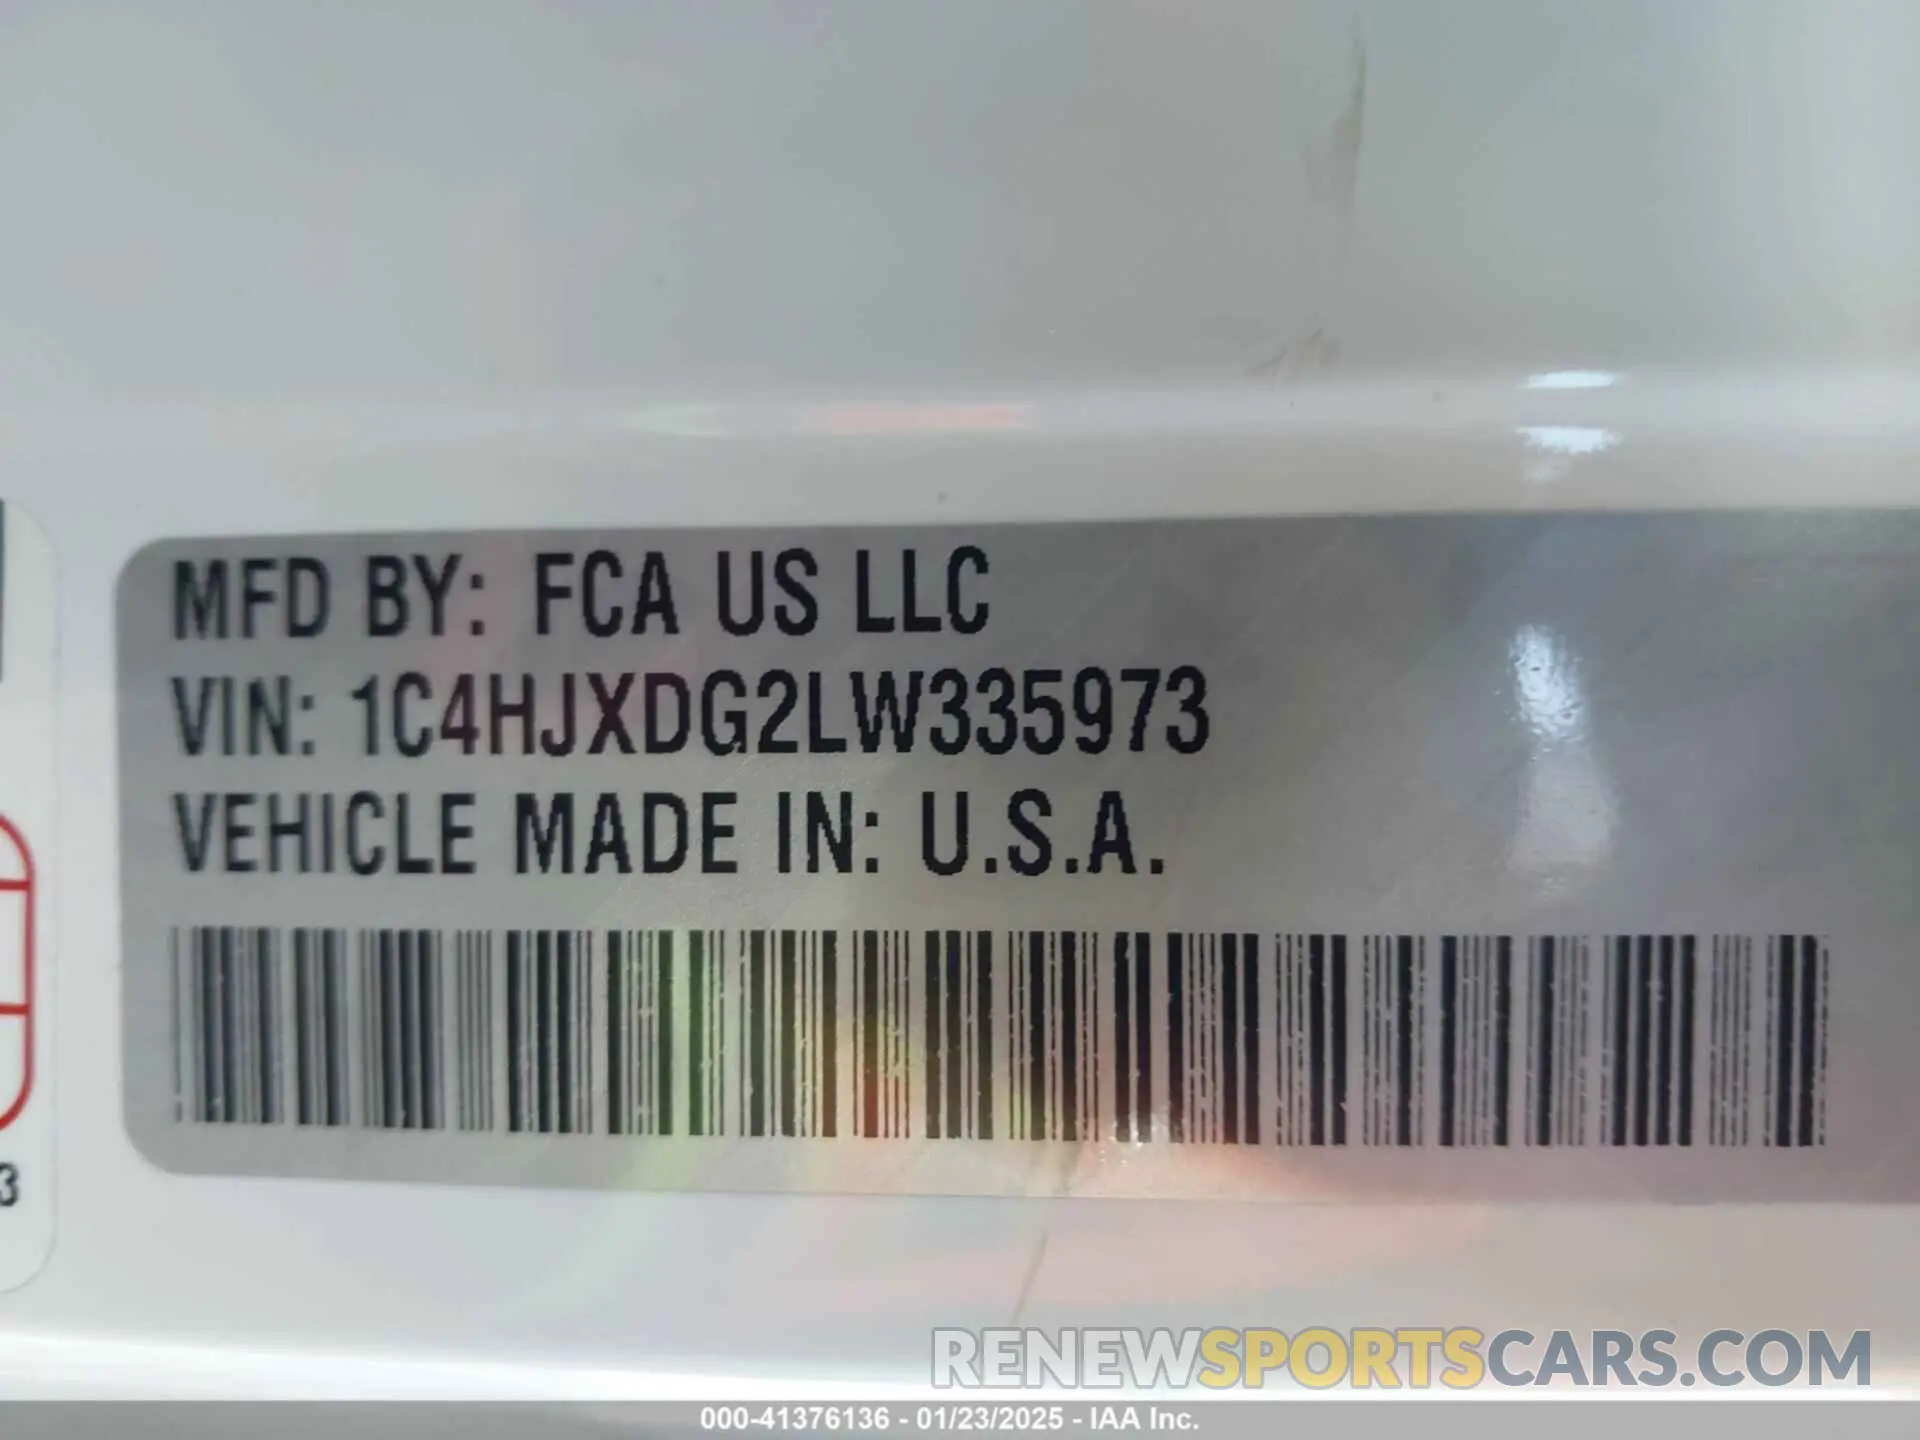 MFD BY: FCA US LLC
VIN: 1C4HJXDG2LW335973
VEHICLE MADE IN: U.S.A.
3
RENEWSPORTSCARS.COM
000-41376136 - 01/23/2025 - IAA Inc.